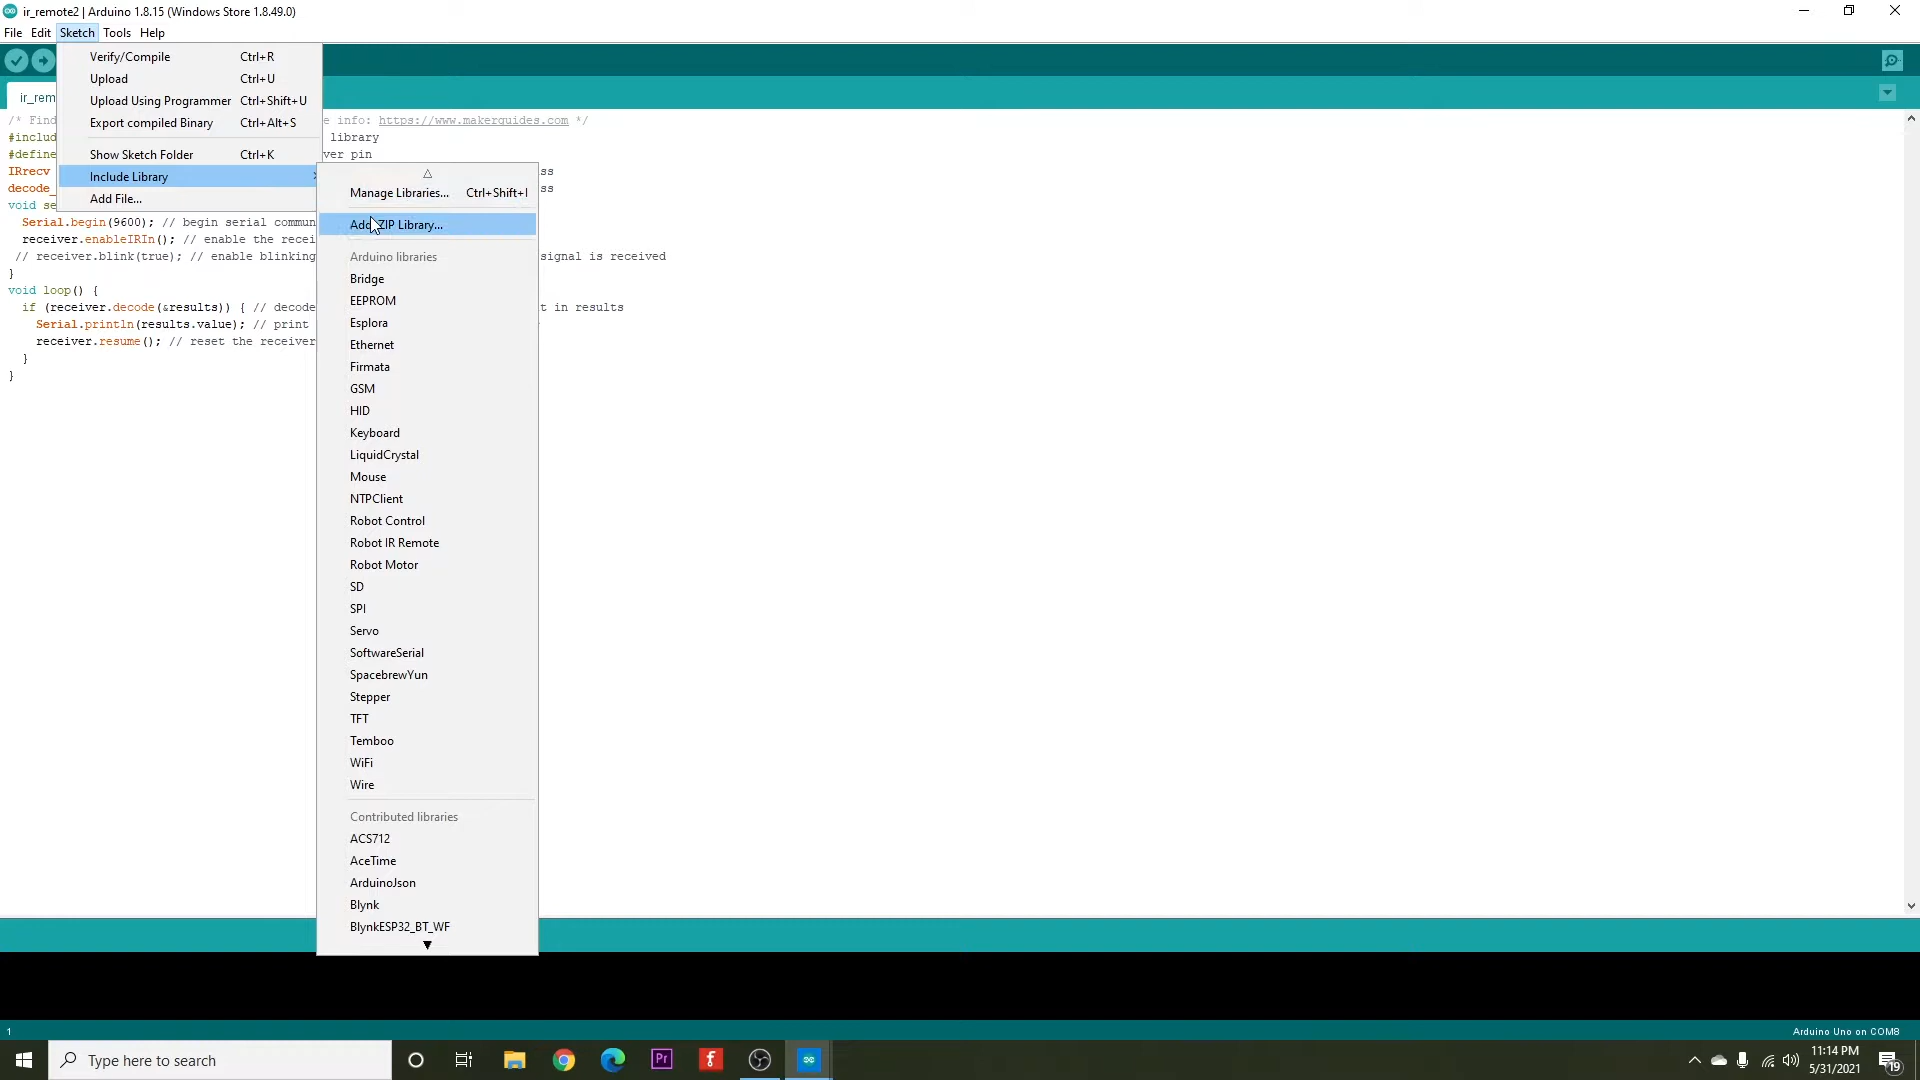 ir_remote2 | Arduino 1.8.15 (Windows Store 1.8.49.0)
File Edit Sketch Tools Help
Verify/Compile Ctrl+R
Upload Ctrl+U
Upload Using Programmer Ctrl+Shift+U
Export compiled Binary Ctrl+Alt+S
Show Sketch Folder Ctrl+K
Include Library
Add File...
Manage Libraries... Ctrl+Shift+I
Add .ZIP Library...
Arduino libraries
Bridge
EEPROM
Esplora
Ethernet
Firmata
GSM
HID
Keyboard
LiquidCrystal
Mouse
NTPClient
Robot Control
Robot IR Remote
Robot Motor
SD
SPI
Servo
SoftwareSerial
SpacebrewYun
Stepper
TFT
Temboo
WiFi
Wire
Contributed libraries
ACS712
AceTime
ArduinoJson
Blynk
BlynkESP32_BT_WF
ir_rem
/* Find e info: https://www.makerguides.com */
#includ library
#define ver pin
IRrecv ss
decode_ ss
void se
Serial.begin(9600); // begin serial commun
receiver.enableIRIn(); // enable the recei
// receiver.blink(true); // enable blinking signal is received
}
void loop() {
if (receiver.decode(&results)) { // decode t in results
Serial.println(results.value); // print
receiver.resume(); // reset the receiver
}
}
1
Arduino Uno on COM8
Type here to search
Pr
f
11:14 PM
5/31/2021
19